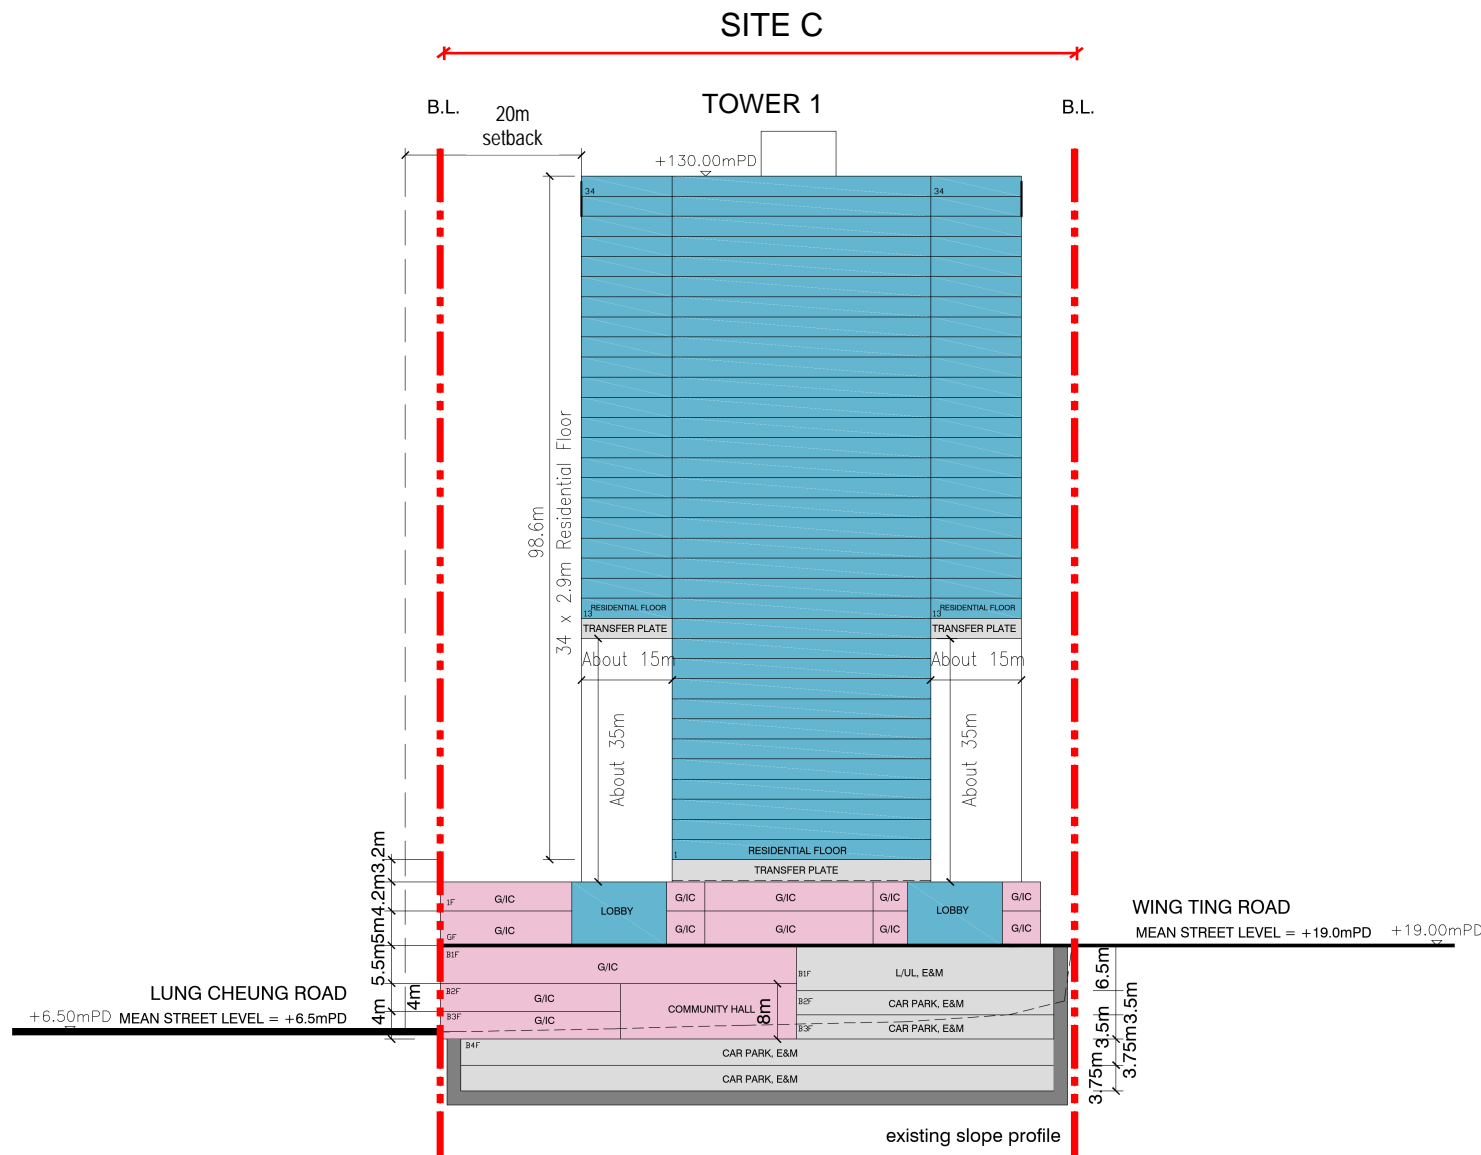 SITE C
TOWER 1
B.L.
B.L.
20m
setback
+130.00mPD
34
34
98.6m
34 x 2.9m Residential Floor
13 RESIDENTIAL FLOOR
13 RESIDENTIAL FLOOR
TRANSFER PLATE
TRANSFER PLATE
About 15m
About 15m
About 35m
About 35m
1
RESIDENTIAL FLOOR
TRANSFER PLATE
3.2m
4.2m
5m
5.5m
4m
4m
1F
G/IC
LOBBY
G/IC
G/IC
G/IC
LOBBY
G/IC
GF
G/IC
G/IC
G/IC
G/IC
G/IC
WING TING ROAD
MEAN STREET LEVEL = +19.0mPD
+19.00mPD
B1F
G/IC
B1F
L/UL, E&M
B2F
G/IC
COMMUNITY HALL
8m
B2F
CAR PARK, E&M
B3F
G/IC
B3F
CAR PARK, E&M
LUNG CHEUNG ROAD
+6.50mPD
MEAN STREET LEVEL = +6.5mPD
B4F
CAR PARK, E&M
CAR PARK, E&M
6.5m
3.5m
3.5m
3.75m
3.75m
existing slope profile